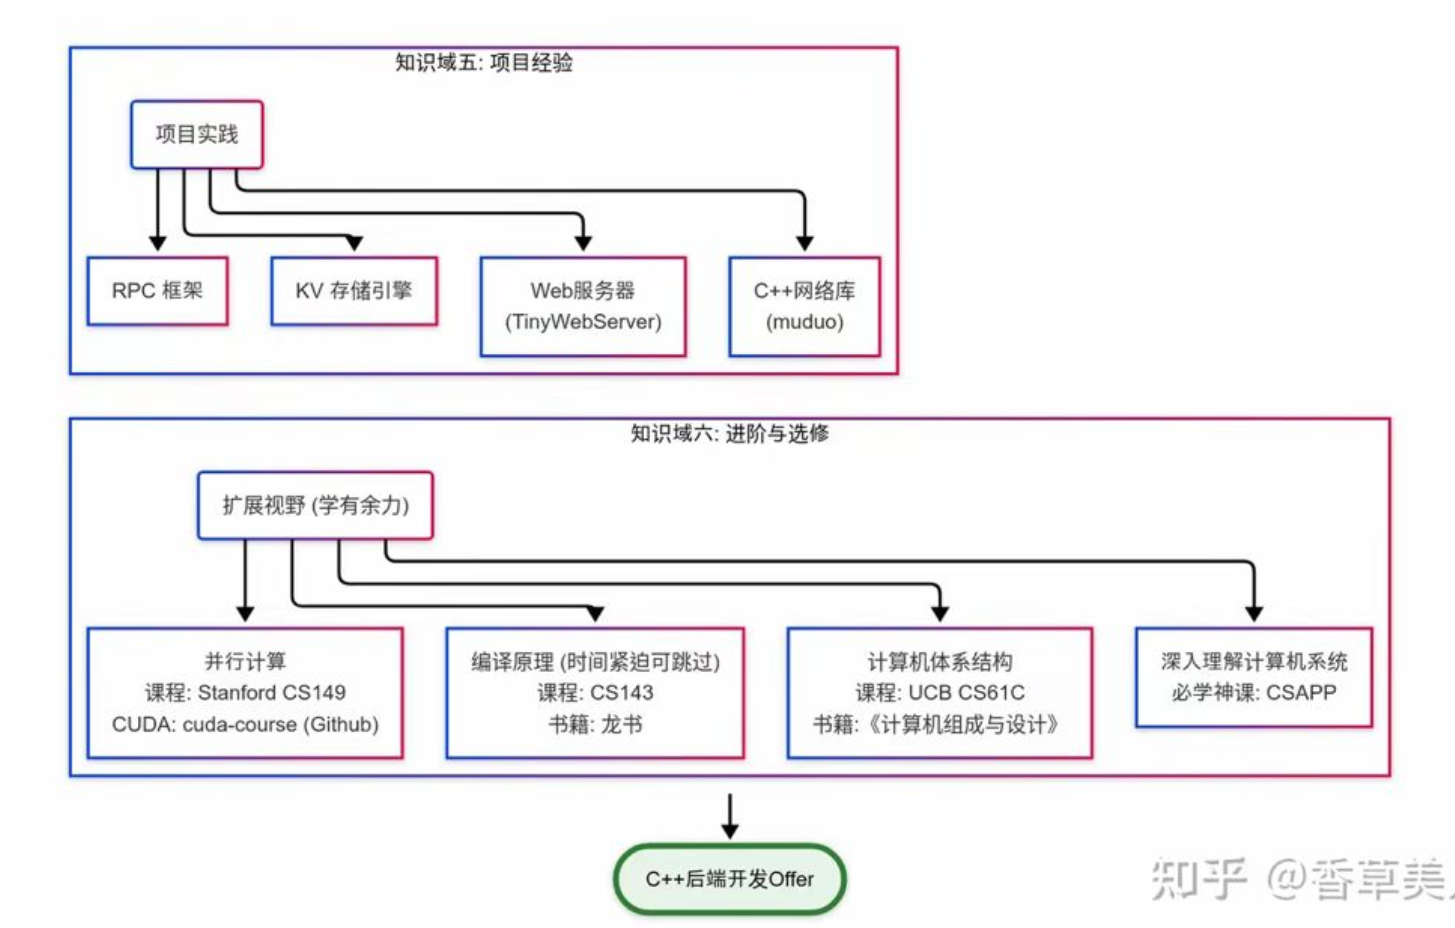 知识域五: 项目经验
项目实践
RPC 框架
KV 存储引擎
Web服务器
(TinyWebServer)
C++网络库
(muduo)
知识域六: 进阶与选修
扩展视野 (学有余力)
并行计算
课程: Stanford CS149
CUDA: cuda-course (Github)
编译原理 (时间紧迫可跳过)
课程: CS143
书籍: 龙书
计算机体系结构
课程: UCB CS61C
书籍:《计算机组成与设计》
深入理解计算机系统
必学神课: CSAPP
C++后端开发Offer
知乎 @香草美